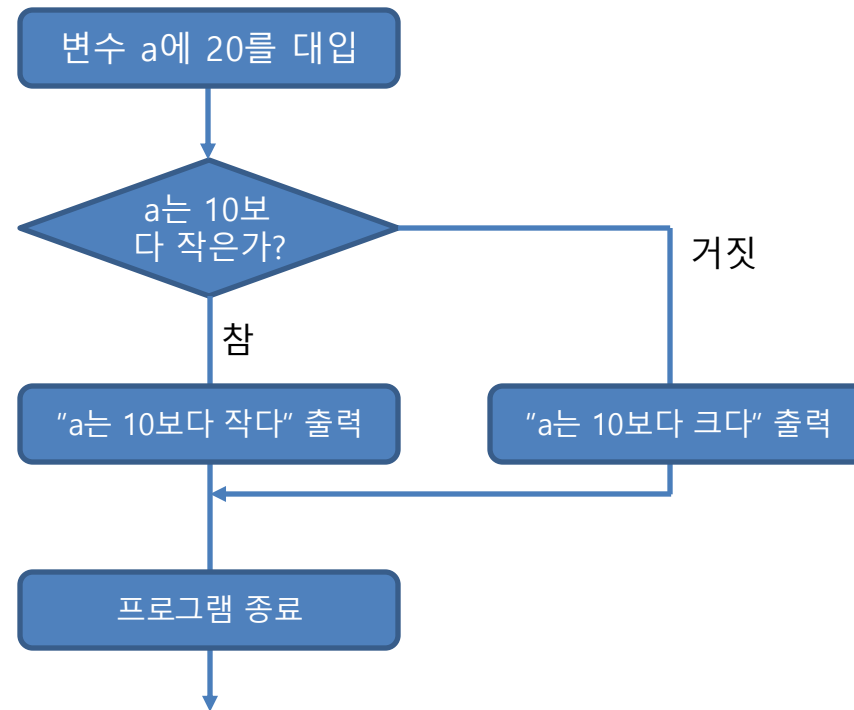 변수 a에 20를 대입
a는 10보
다 작은가?
거짓
참
“a는 10보다 작다” 출력
“a는 10보다 크다” 출력
프로그램 종료